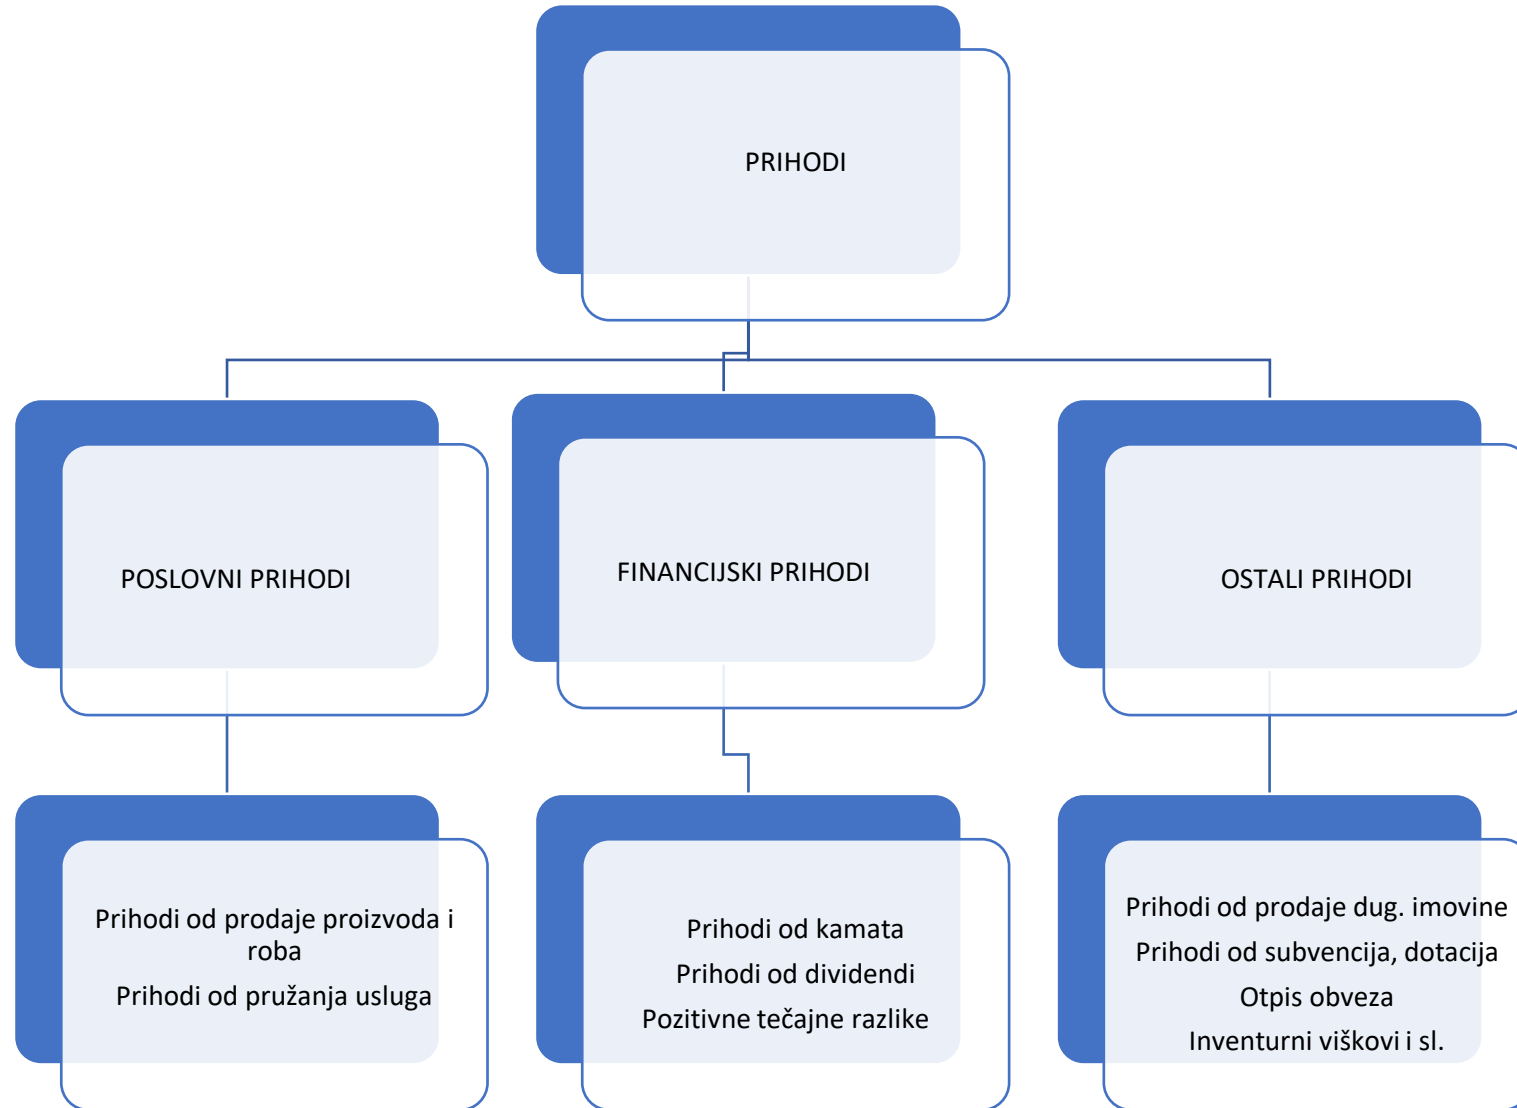 PRIHODI
POSLOVNI PRIHODI
FINANCIJSKI PRIHODI
OSTALI PRIHODI
Prihodi od prodaje proizvoda i
roba
Prihodi od pružanja usluga
Prihodi od kamata
Prihodi od dividendi
Pozitivne tečajne razlike
Prihodi od prodaje dug. imovine
Prihodi od subvencija, dotacija
Otpis obveza
Inventurni viškovi i sl.